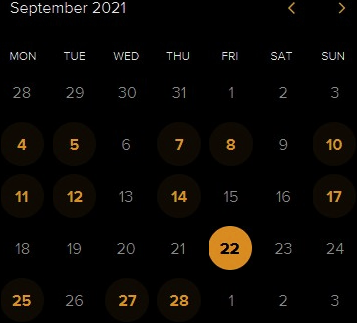 September 2021
MON TUE WED THU FRI SAT SUN
28 29 30 31 1 2 3
4 5 6 7 8 9 10
11 12 13 14 15 16 17
18 19 20 21 22 23 24
25 26 27 28 1 2 3